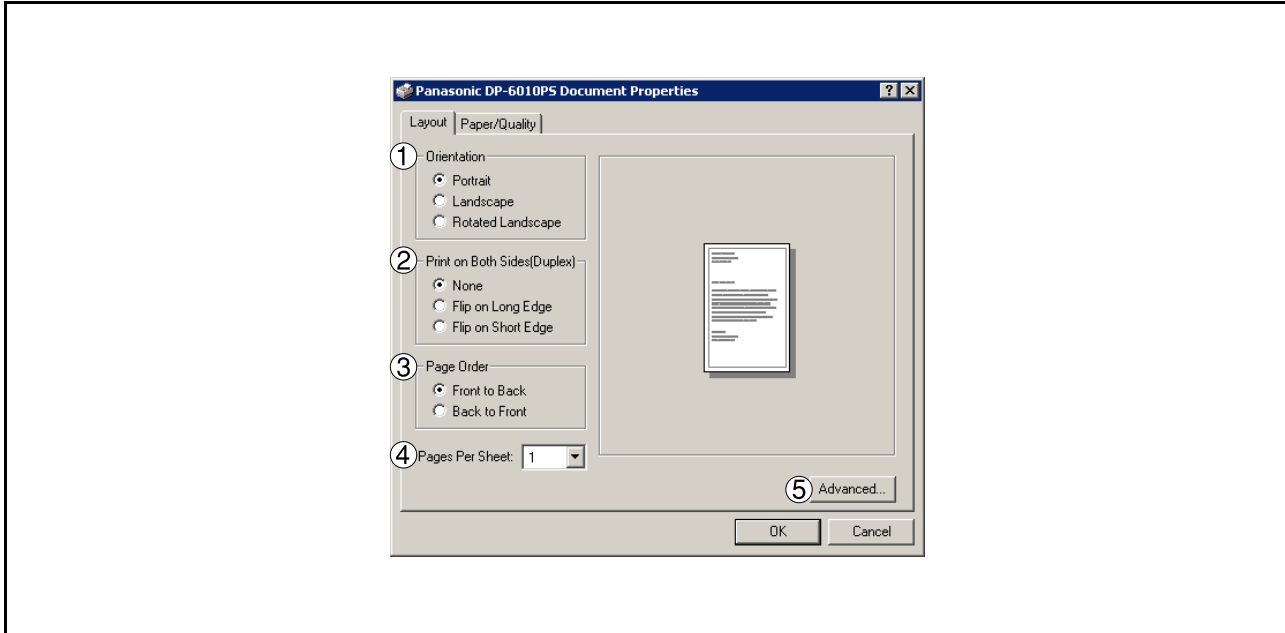 Panasonic DP-6010PS Document Properties
Layout Paper/Quality
① Orientation
Portrait
Landscape
Rotated Landscape
② Print on Both Sides(Duplex)
None
Flip on Long Edge
Flip on Short Edge
③ Page Order
Front to Back
Back to Front
④ Pages Per Sheet: 1
⑤ Advanced...
OK Cancel